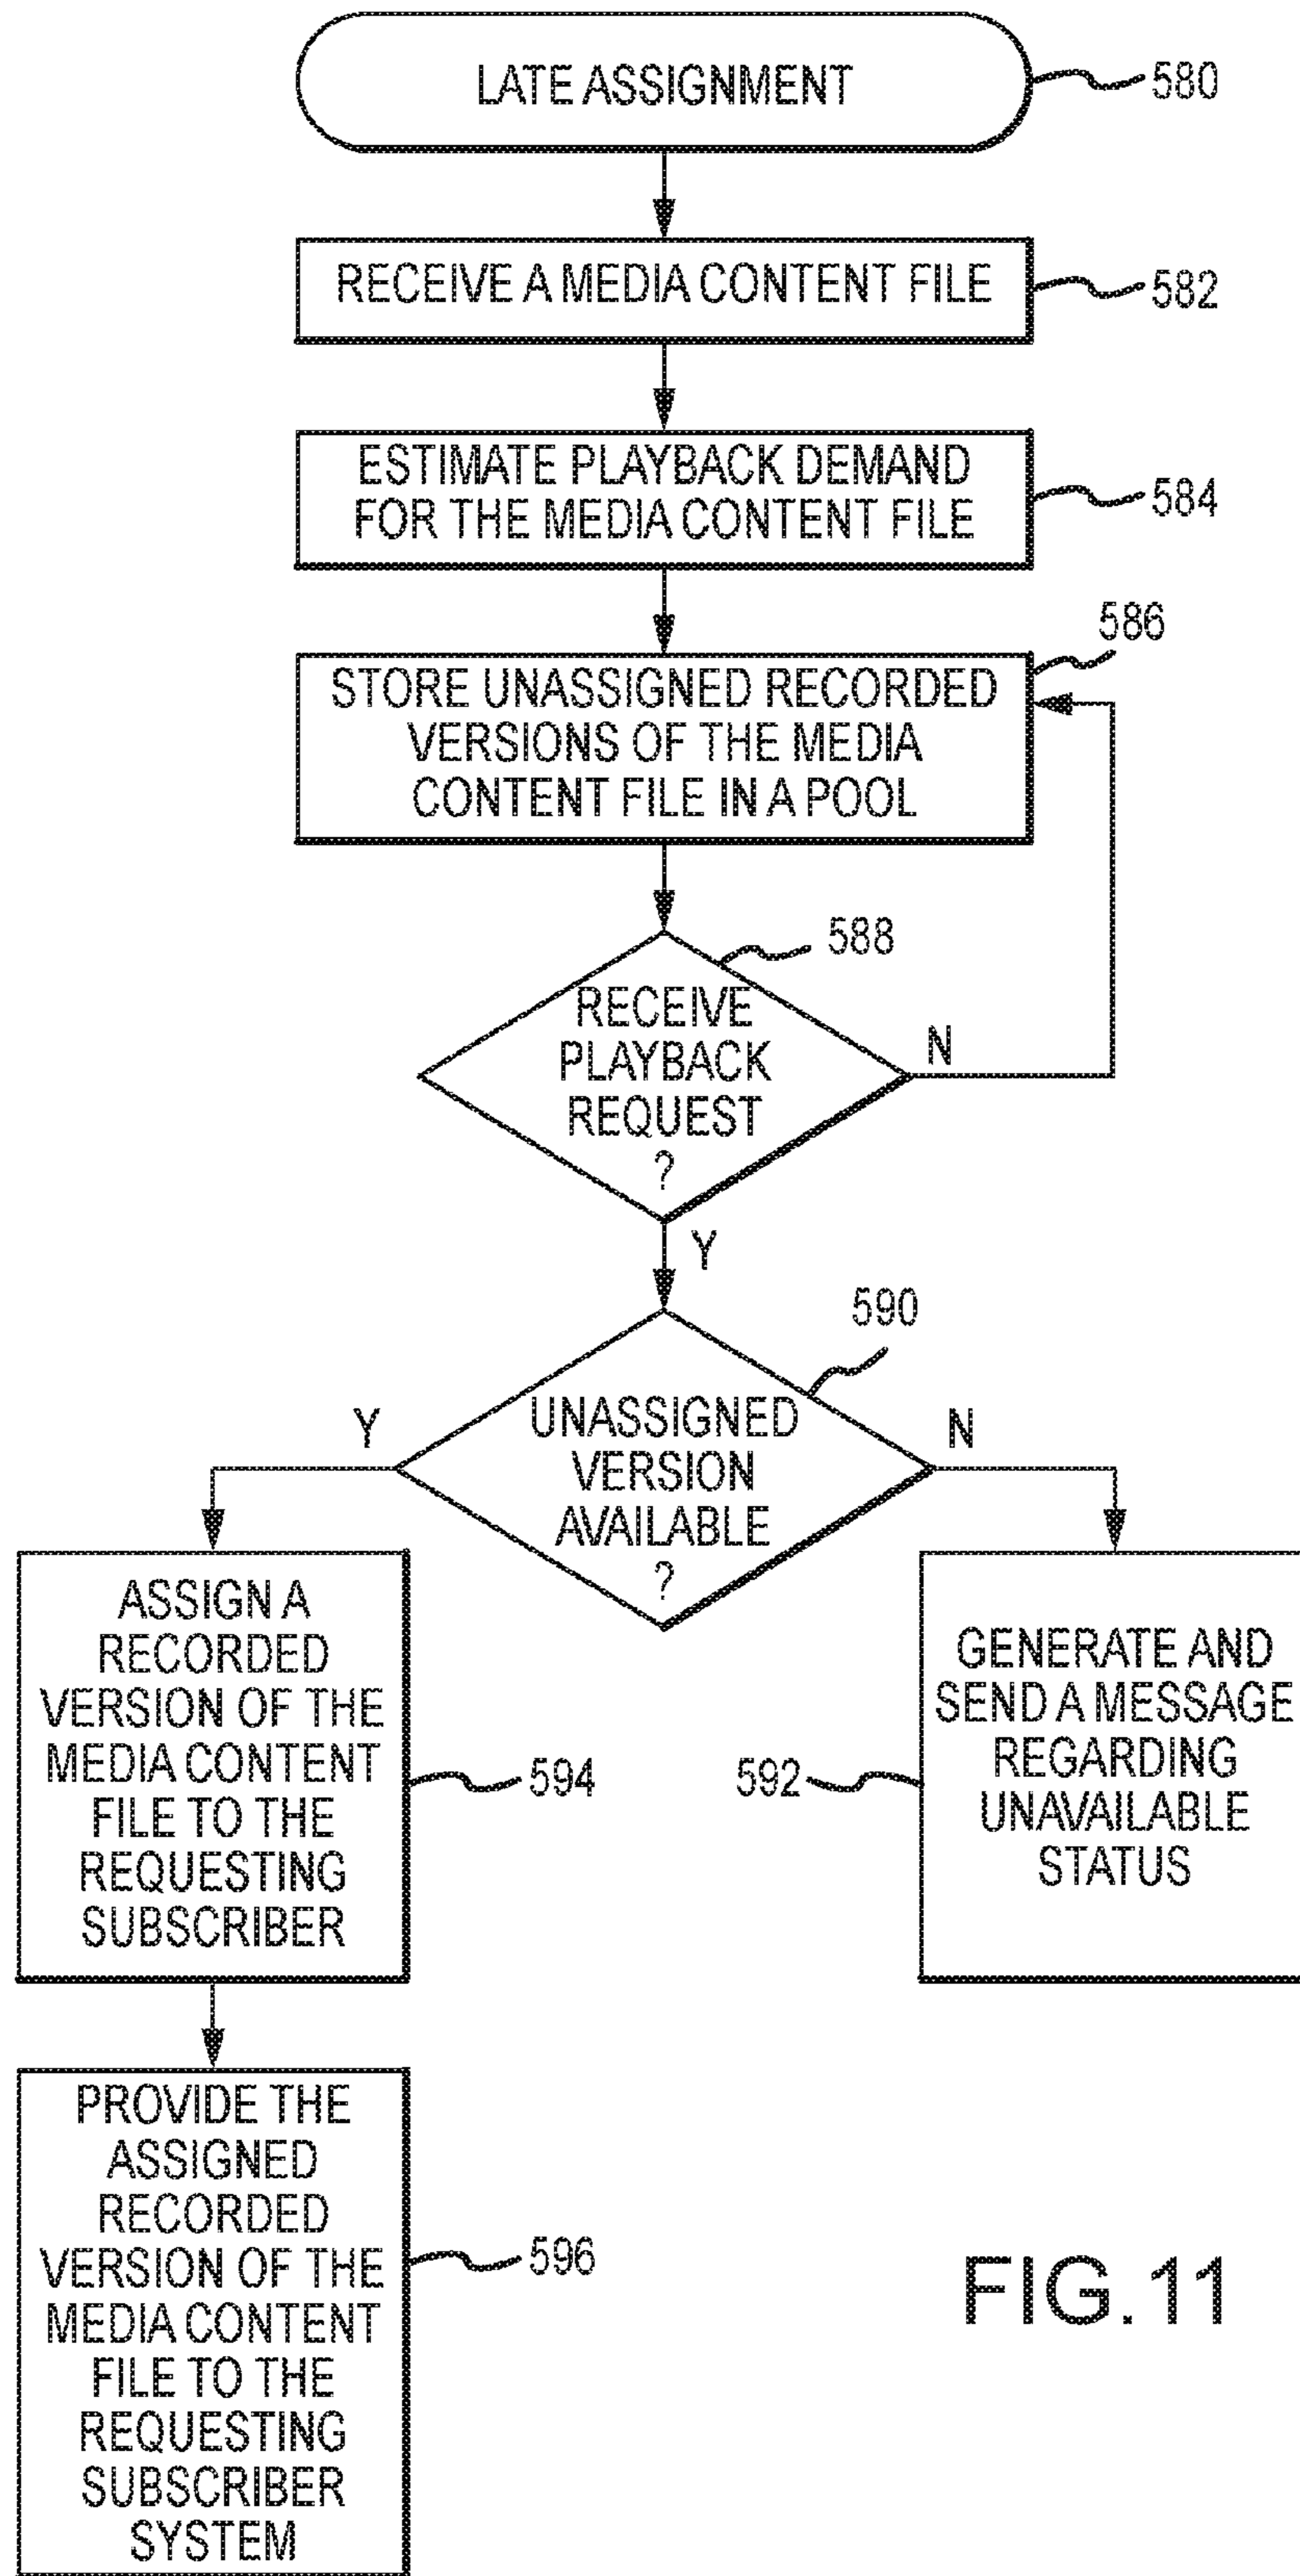 LATE ASSIGNMENT
580
RECEIVE A MEDIA CONTENT FILE
582
ESTIMATE PLAYBACK DEMAND
FOR THE MEDIA CONTENT FILE
584
586
STORE UNASSIGNED RECORDED
VERSIONS OF THE MEDIA
CONTENT FILE IN A POOL
588
RECEIVE
PLAYBACK
REQUEST
?
N
Y
590
UNASSIGNED
VERSION
AVAILABLE
?
Y
N
ASSIGN A
RECORDED
VERSION OF THE
MEDIA CONTENT
FILE TO THE
REQUESTING
SUBSCRIBER
594
592
GENERATE AND
SEND A MESSAGE
REGARDING
UNAVAILABLE
STATUS
PROVIDE THE
ASSIGNED
RECORDED
VERSION OF THE
MEDIA CONTENT
FILE TO THE
REQUESTING
SUBSCRIBER
SYSTEM
596
FIG. 11